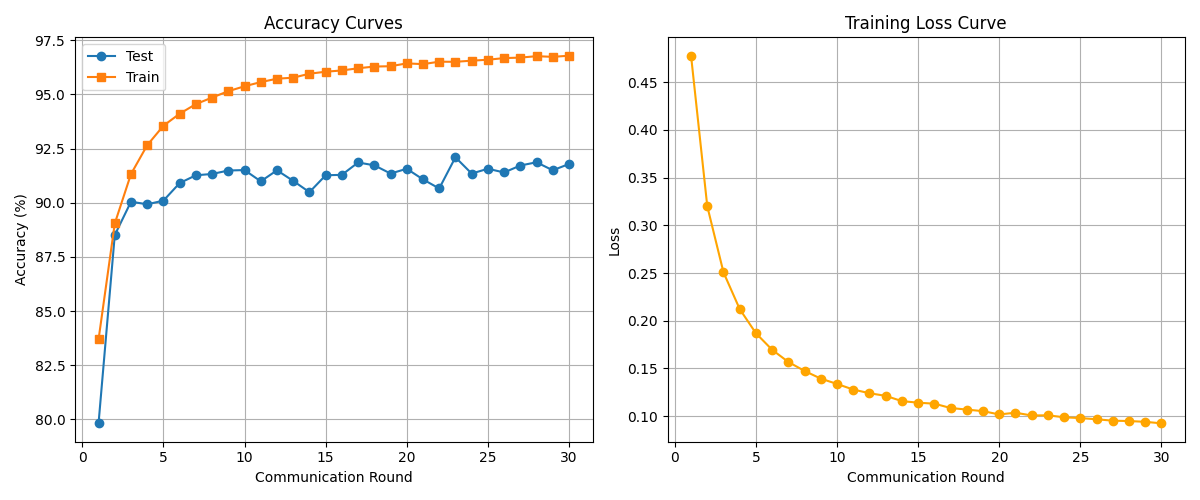 Accuracy Curves
Test
Train
97.5
95.0
92.5
90.0
87.5
85.0
82.5
80.0
Accuracy (%)
0 5 10 15 20 25 30
Communication Round
Training Loss Curve
0.45
0.40
0.35
0.30
0.25
0.20
0.15
0.10
Loss
0 5 10 15 20 25 30
Communication Round